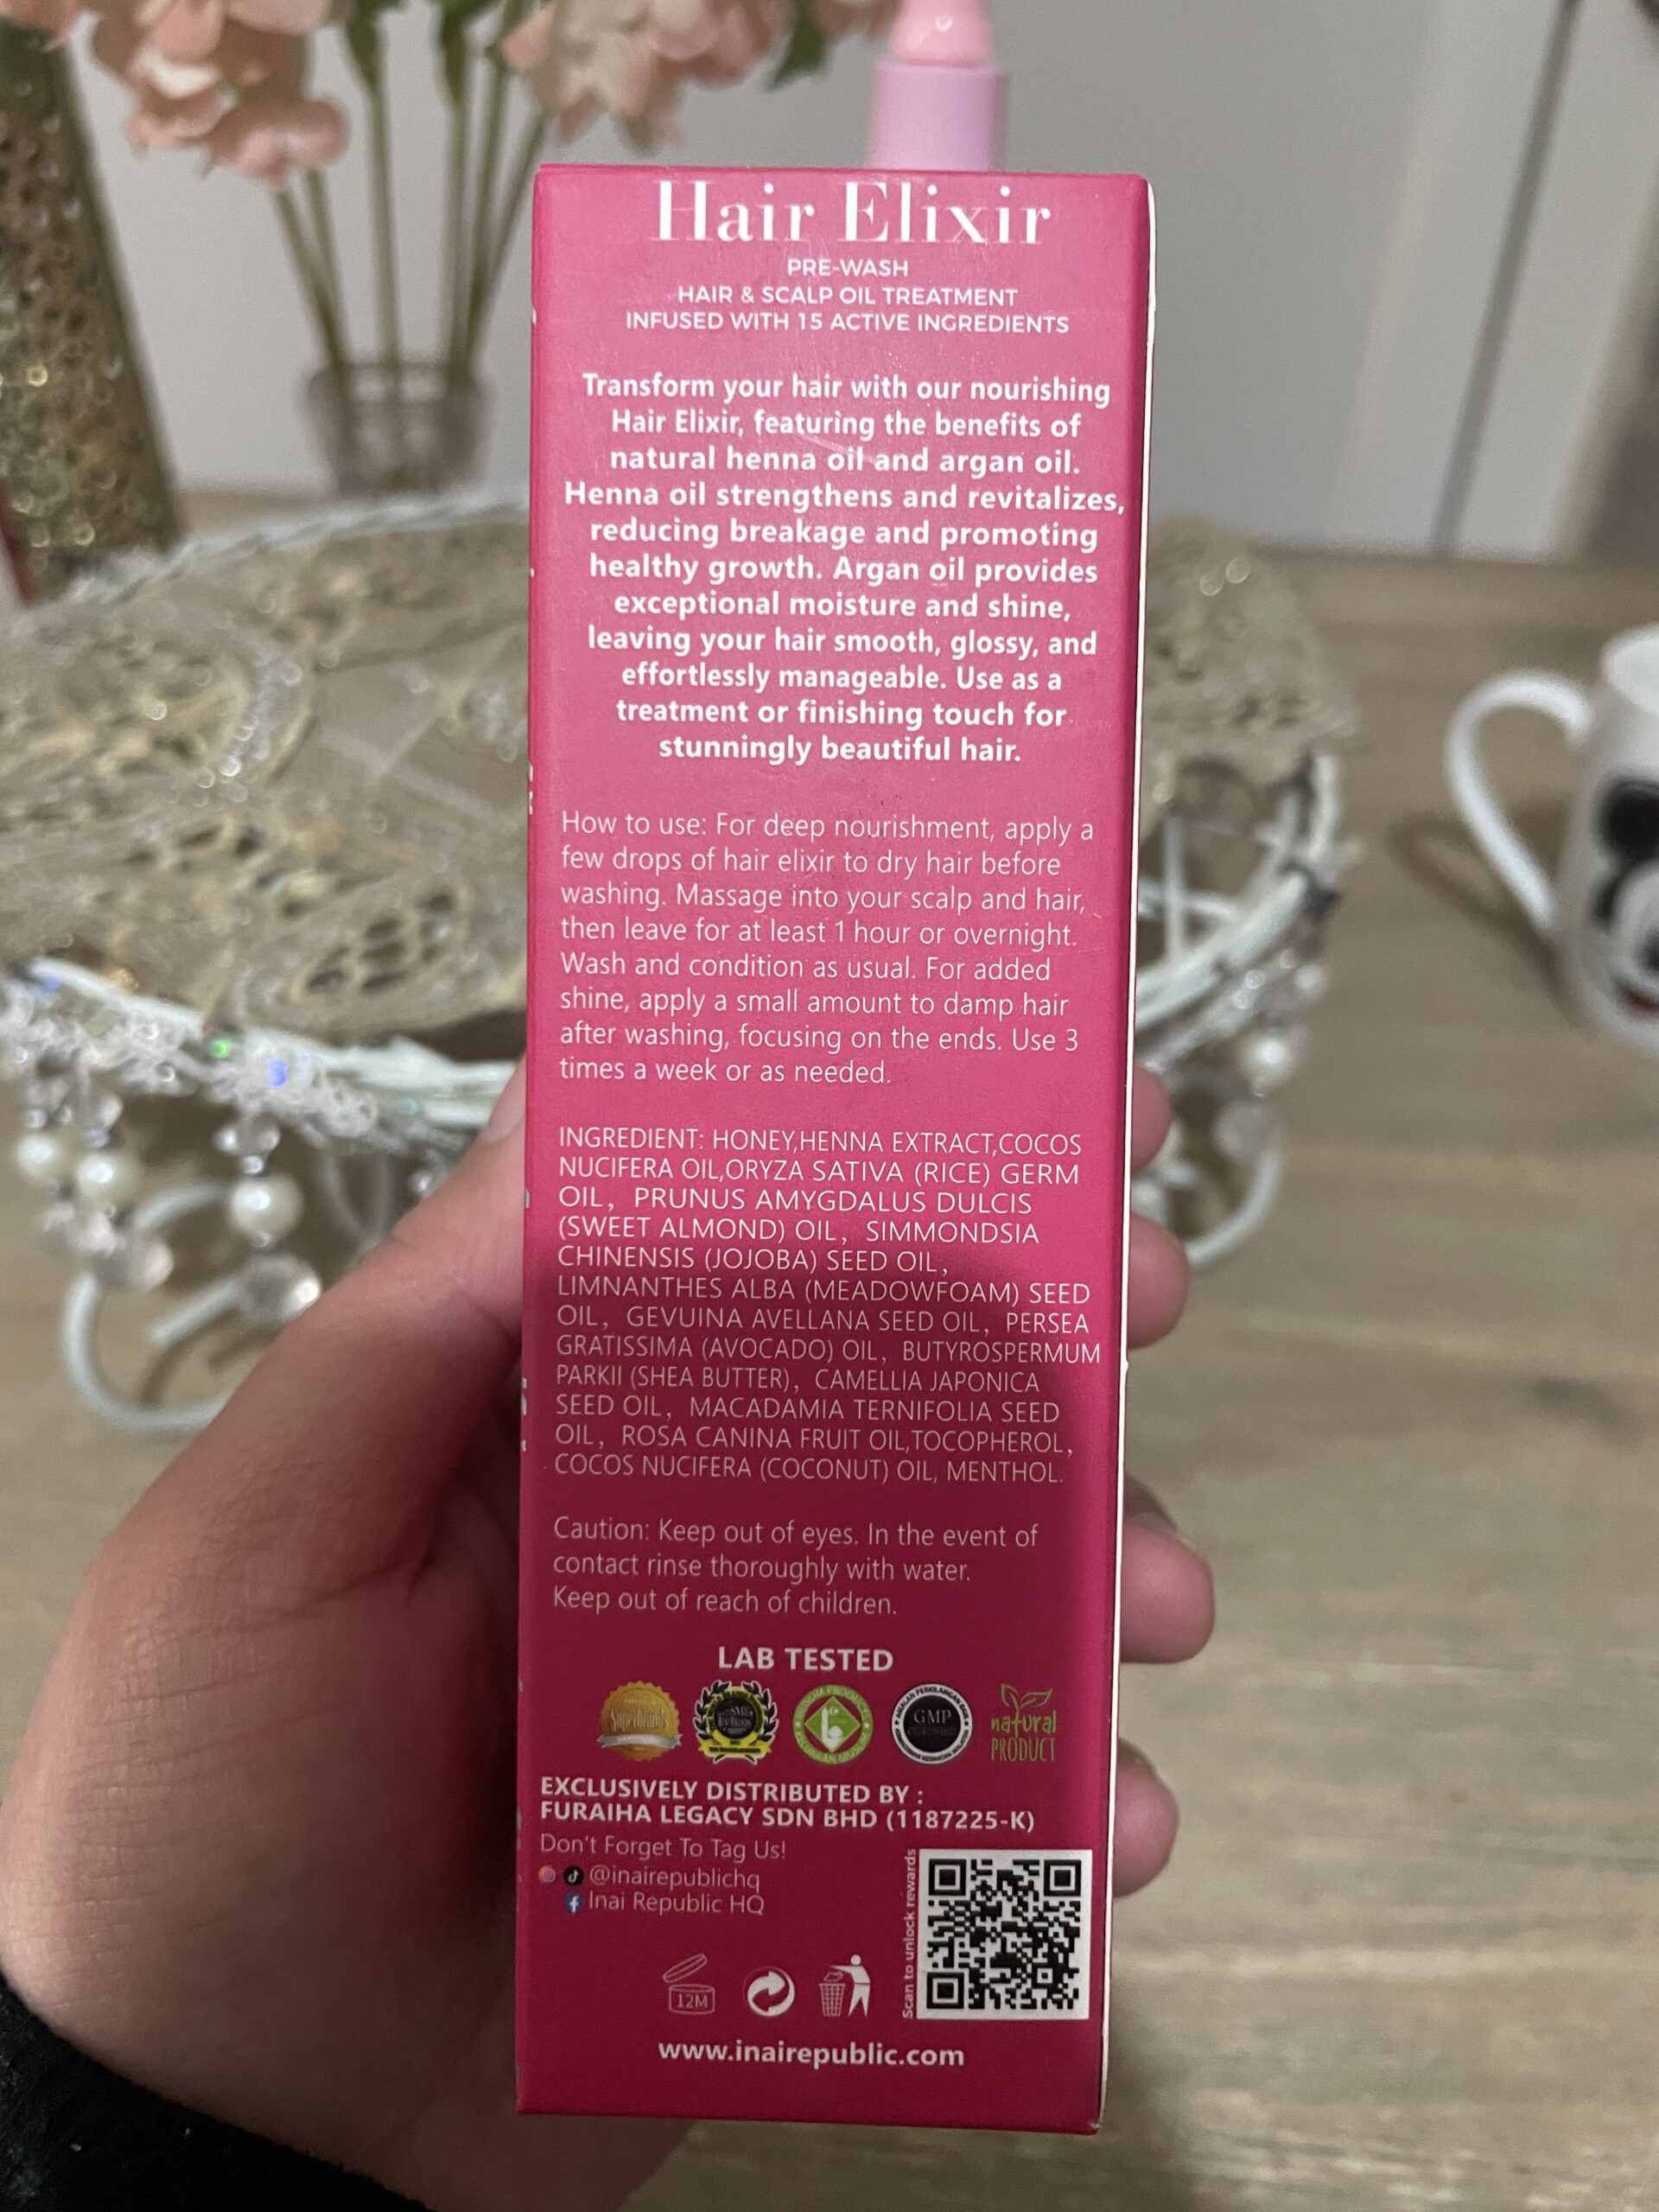 Hair Elixir
PRE-WASH
HAIR & SCALP OIL TREATMENT
INFUSED WITH 15 ACTIVE INGREDIENTS
Transform your hair with our nourishing
Hair Elixir, featuring the benefits of
natural henna oil and argan oil.
Henna oil strengthens and revitalizes,
reducing breakage and promoting
healthy growth. Argan oil provides
exceptional moisture and shine,
leaving your hair smooth, glossy, and
effortlessly manageable. Use as a
treatment or finishing touch for
stunningly beautiful hair.
How to use: For deep nourishment, apply a
few drops of hair elixir to dry hair before
washing. Massage into your scalp and hair,
then leave for at least 1 hour or overnight.
Wash and condition as usual. For added
shine, apply a small amount to damp hair
after washing, focusing on the ends. Use 3
times a week or as needed.
INGREDIENT: HONEY,HENNA EXTRACT,COCOS
NUCIFERA OIL,ORYZA SATIVA (RICE) GERM
OIL, PRUNUS AMYGDALUS DULCIS
(SWEET ALMOND) OIL, SIMMONDSIA
CHINENSIS (JOJOBA) SEED OIL,
LIMNANTHES ALBA (MEADOWFOAM) SEED
OIL, GEVUINA AVELLANA SEED OIL, PERSEA
GRATISSIMA (AVOCADO) OIL, BUTYROSPERMUM
PARKII (SHEA BUTTER), CAMELLIA JAPONICA
SEED OIL, MACADAMIA TERNIFOLIA SEED
OIL, ROSA CANINA FRUIT OIL,TOCOPHEROL,
COCOS NUCIFERA (COCONUT) OIL, MENTHOL.
Caution: Keep out of eyes. In the event of
contact rinse thoroughly with water.
Keep out of reach of children.
LAB TESTED
GMP
natural
PRODUCT
EXCLUSIVELY DISTRIBUTED BY :
FURAIHA LEGACY SDN BHD (1187225-K)
Don't Forget To Tag Us!
@inairepublichq
Inai Republic HQ
Scan to unlock rewards
12M
www.inairepublic.com